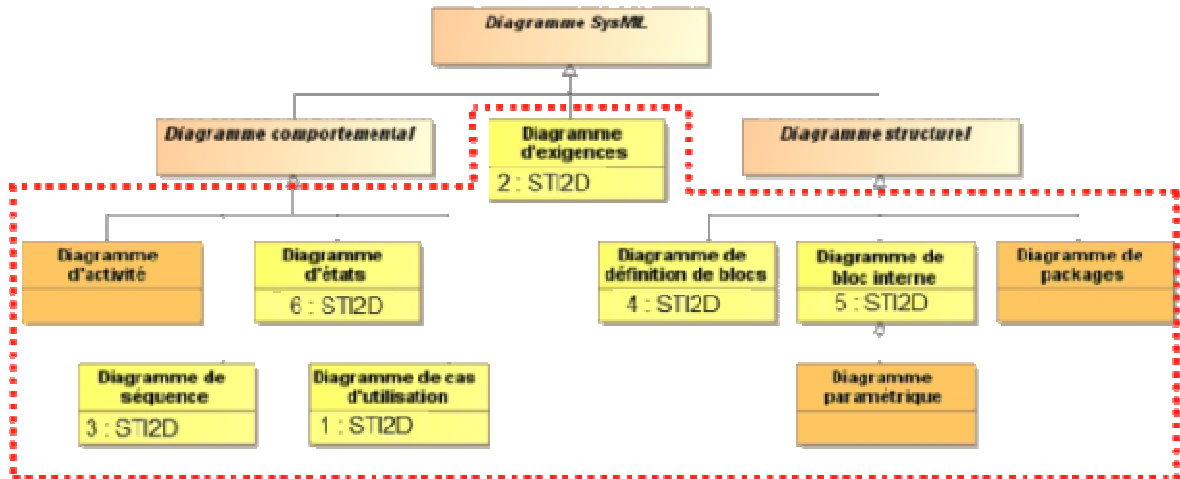 Diagramme SysML
Diagramme comportemental
Diagramme
d'exigences
2 : STI2D
Diagramme structurel
Diagramme
d'activité
Diagramme
d'états
6 : STI2D
Diagramme de
définition de blocs
4 : STI2D
Diagramme de
bloc interne
5 : STI2D
Diagramme de
packages
Diagramme de
séquence
3 : STI2D
Diagramme de cas
d'utilisation
1 : STI2D
Diagramme
paramétrique